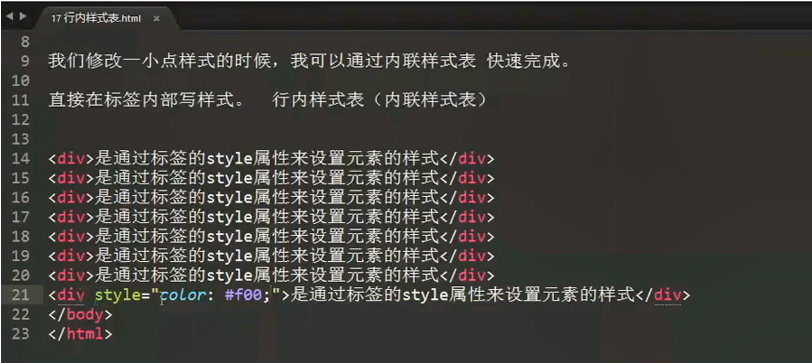 17 行内样式表.html ×
8
9 我们修改一小点样式的时候，我可以通过内联样式表 快速完成。
10
11 直接在标签内部写样式。 行内样式表（内联样式表）
12
13
14 <div>是通过标签的style属性来设置元素的样式</div>
15 <div>是通过标签的style属性来设置元素的样式</div>
16 <div>是通过标签的style属性来设置元素的样式</div>
17 <div>是通过标签的style属性来设置元素的样式</div>
18 <div>是通过标签的style属性来设置元素的样式</div>
19 <div>是通过标签的style属性来设置元素的样式</div>
20 <div>是通过标签的style属性来设置元素的样式</div>
21 <div style="color: #f00;">是通过标签的style属性来设置元素的样式</div>
22 </body>
23 </html>